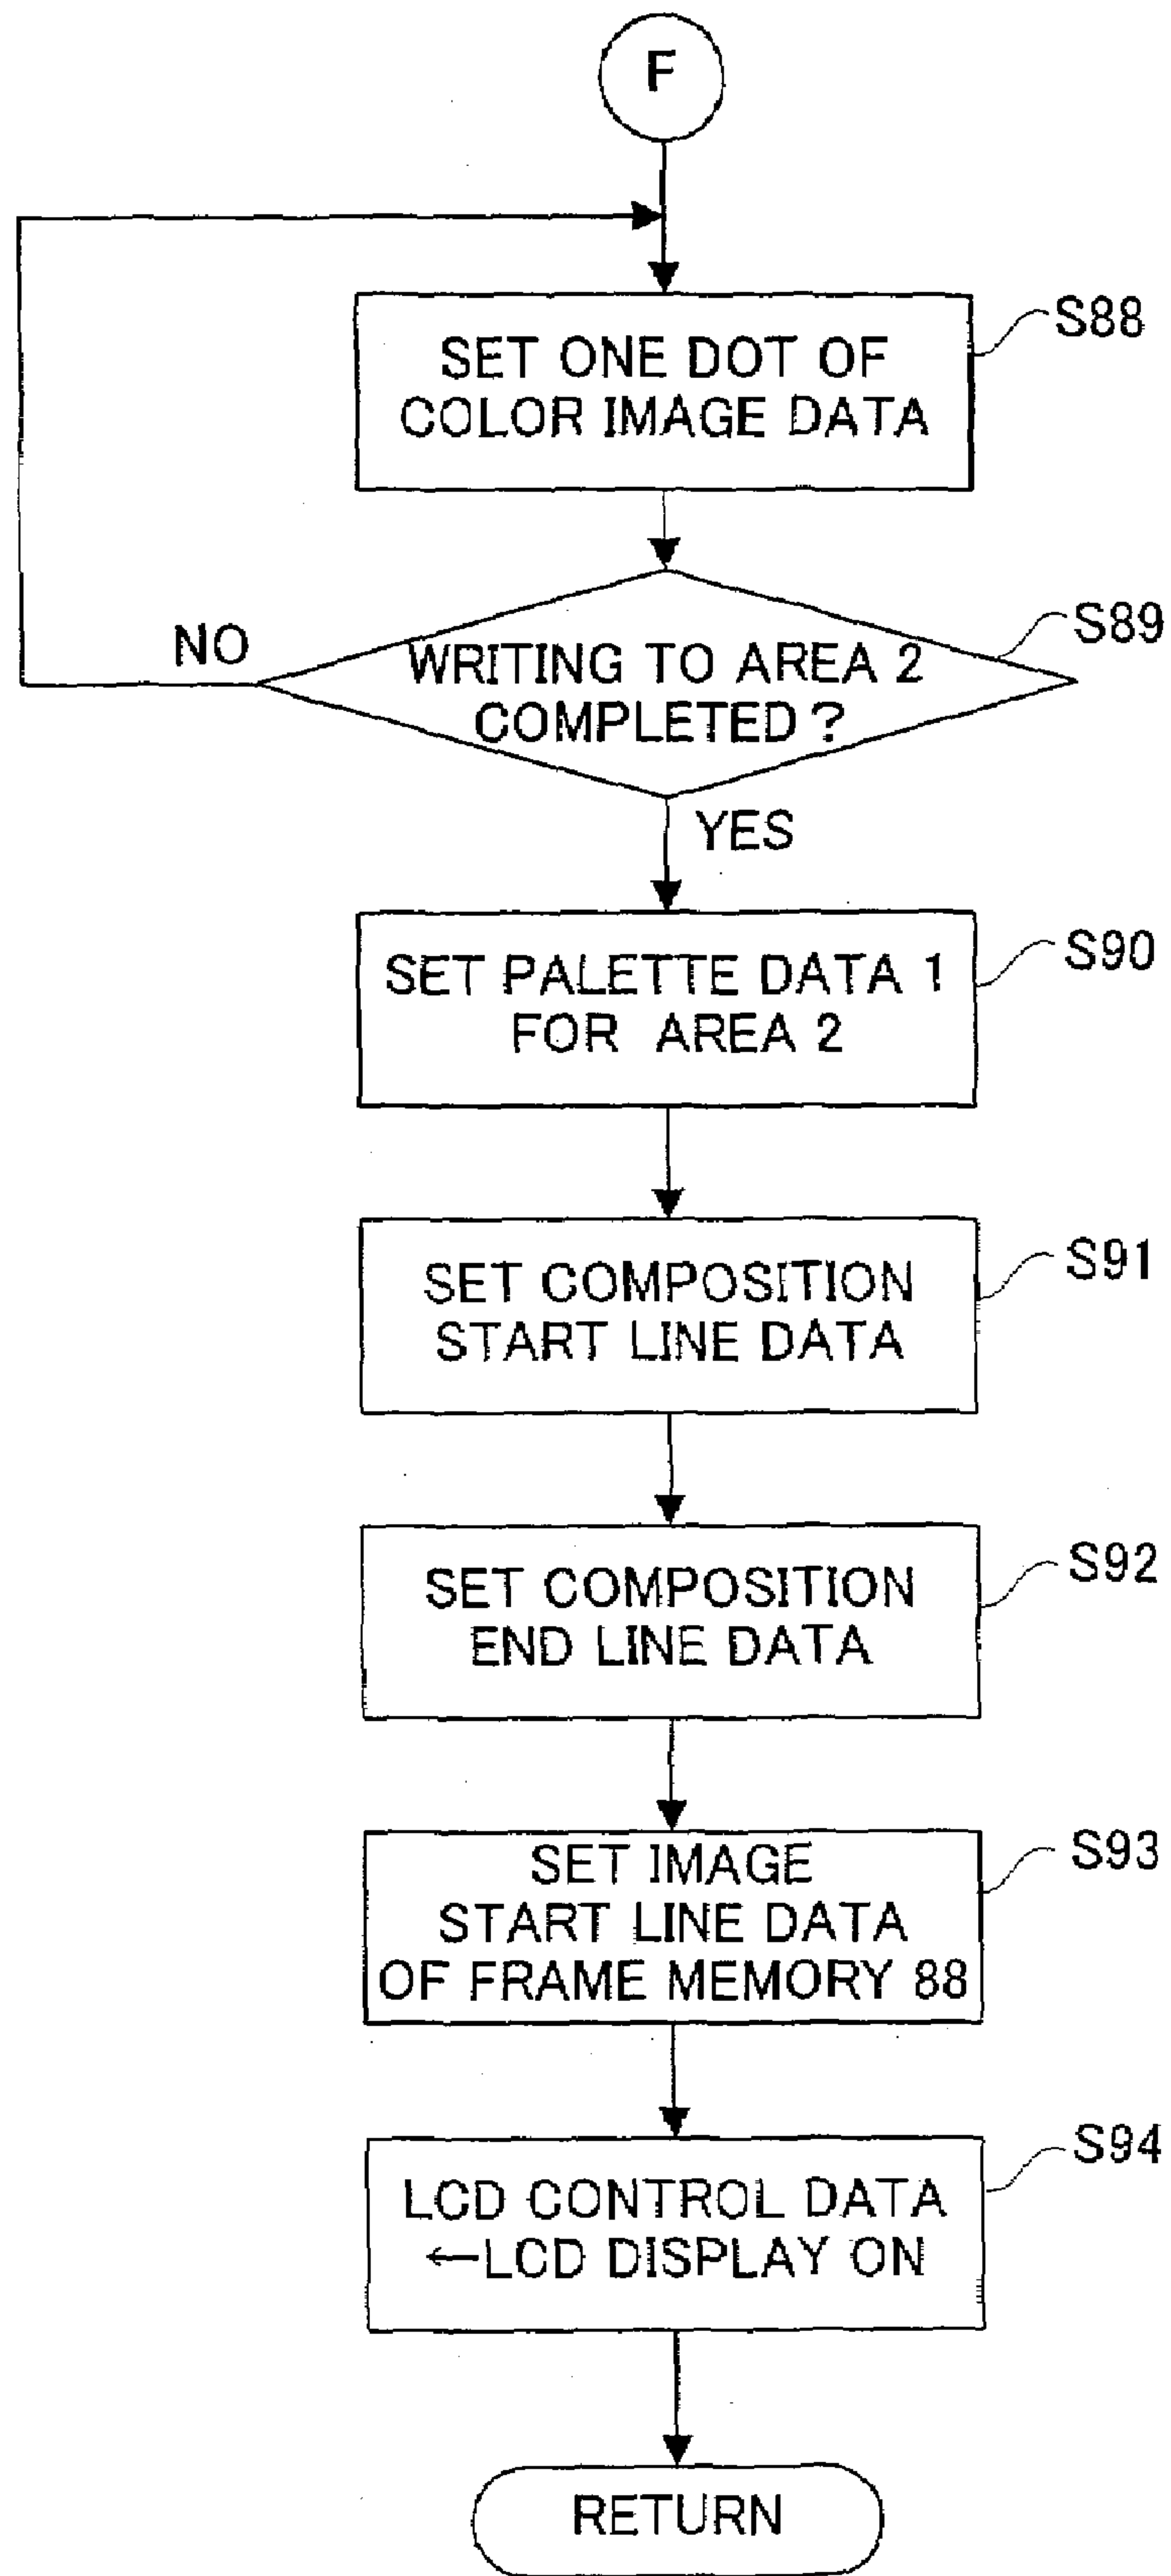 F
SET ONE DOT OF
COLOR IMAGE DATA
S88
NO
WRITING TO AREA 2
COMPLETED?
S89
YES
SET PALETTE DATA 1
FOR AREA 2
S90
SET COMPOSITION
START LINE DATA
S91
SET COMPOSITION
END LINE DATA
S92
SET IMAGE
START LINE DATA
OF FRAME MEMORY 88
S93
LCD CONTROL DATA
←LCD DISPLAY ON
S94
RETURN